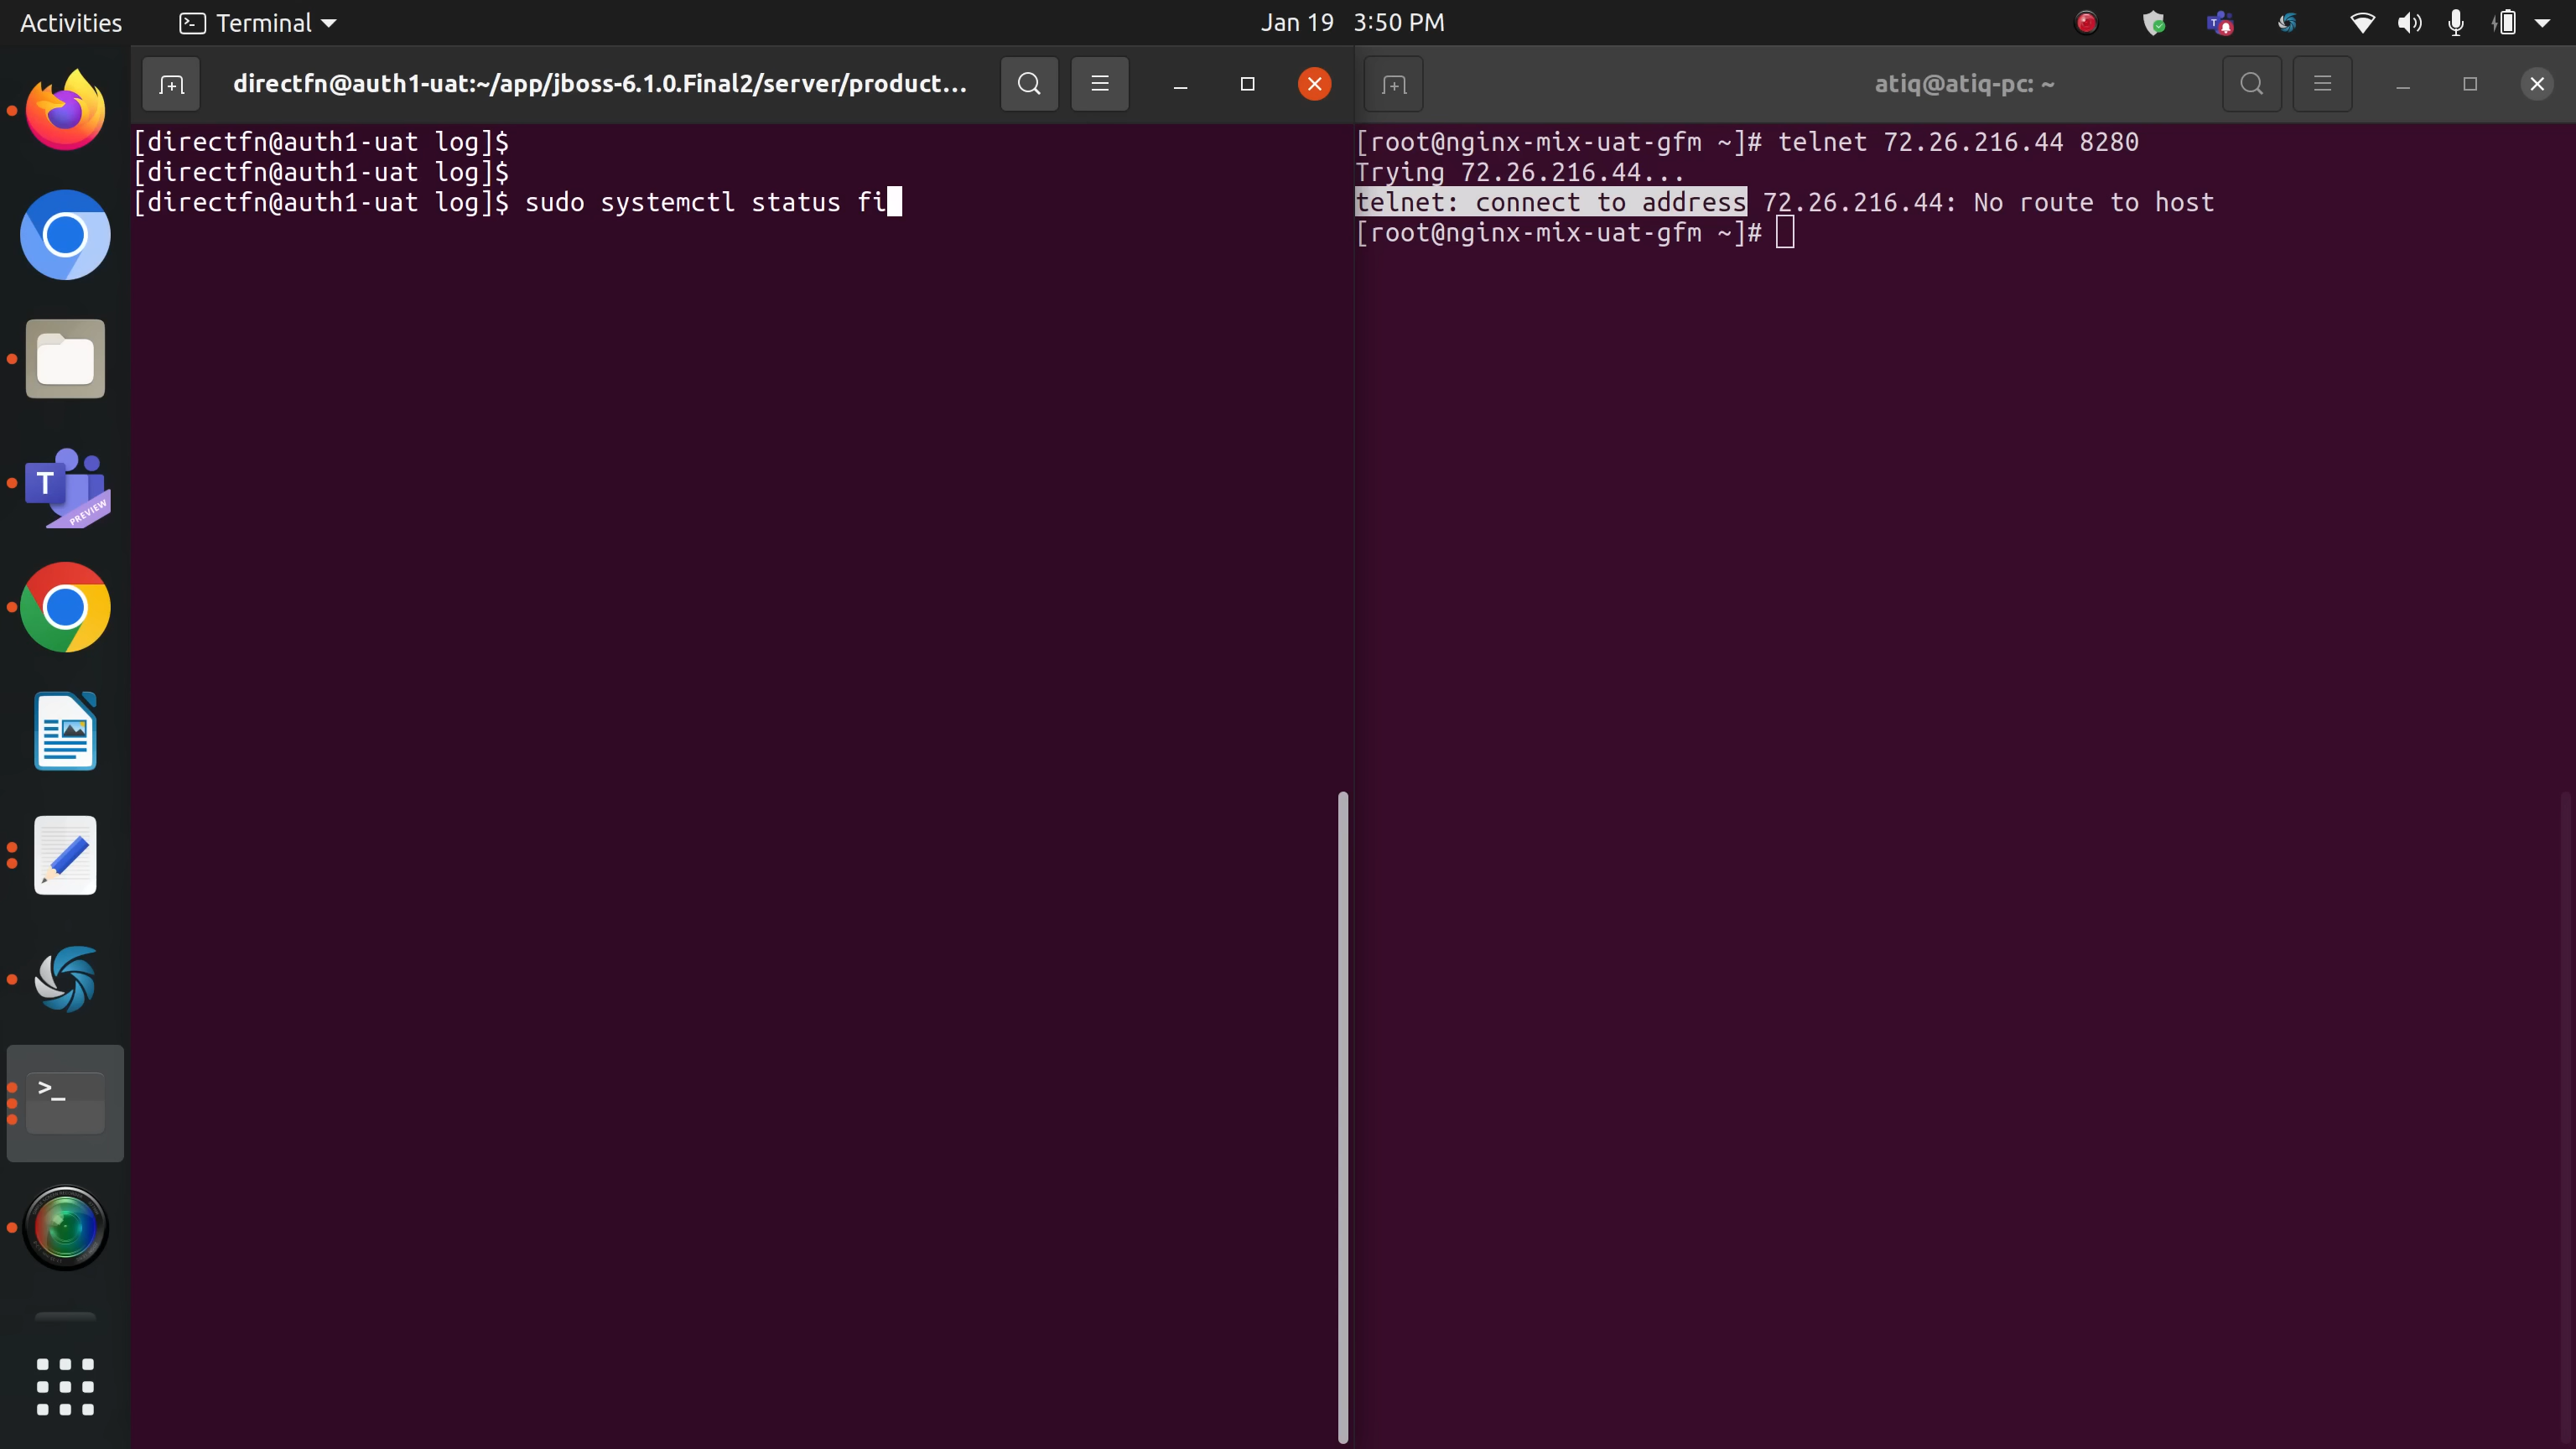 Activities
Terminal
Jan 19 3:50 PM
directfn@auth1-uat:~/app/jboss-6.1.0.Final2/server/product...
[directfn@auth1-uat log]$
[directfn@auth1-uat log]$
[directfn@auth1-uat log]$ sudo systemctl status fi
atiq@atiq-pc: ~
[root@nginx-mix-uat-gfm ~]# telnet 72.26.216.44 8280
Trying 72.26.216.44...
telnet: connect to address 72.26.216.44: No route to host
[root@nginx-mix-uat-gfm ~]#
T
PREVIEW
>_